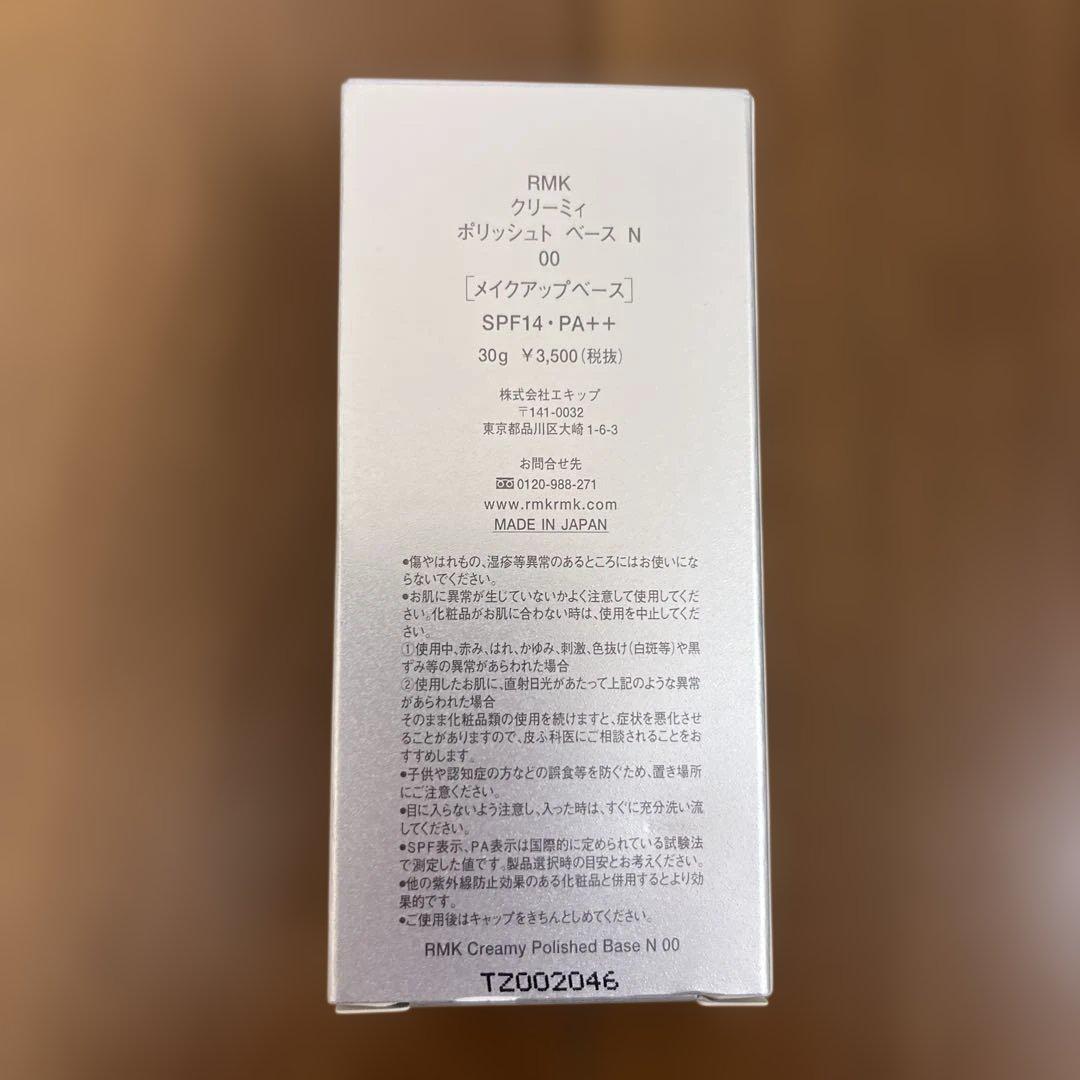 RMK
クリーミィ
ポリッシュト ベース N
00
[メイクアップベース]
SPF14・PA++
30g ¥3,500(税抜)
株式会社エキップ
〒141-0032
東京都品川区大崎1-6-3
お問合せ先
0120-988-271
www.rmkrmk.com
MADE IN JAPAN
●傷やはれもの、湿疹等異常のあるところにはお使いにな
らないでください。
●お肌に異常が生じていないかよく注意して使用してくだ
さい。化粧品がお肌に合わない時は、使用を中止してくだ
さい。
①使用中、赤み、はれ、かゆみ、刺激、色抜け(白斑等)や黒
ずみ等の異常があらわれた場合
②使用したお肌に、直射日光があたって上記のような異常
があらわれた場合
そのまま化粧品類の使用を続けますと、症状を悪化させ
ることがありますので、皮ふ科医にご相談されることをお
すすめします。
●子供や認知症の方などの誤食等を防ぐため、置き場所
にご注意ください。
●目に入らないよう注意し、入った時は、すぐに充分洗い流
してください。
●SPF表示、PA表示は国際的に定められている試験法
で測定した値です。製品選択時の目安とお考えください。
●他の紫外線防止効果のある化粧品と併用するとより効
果的です。
●ご使用後はキャップをきちんとしめてください。
RMK Creamy Polished Base N 00
TZ002046